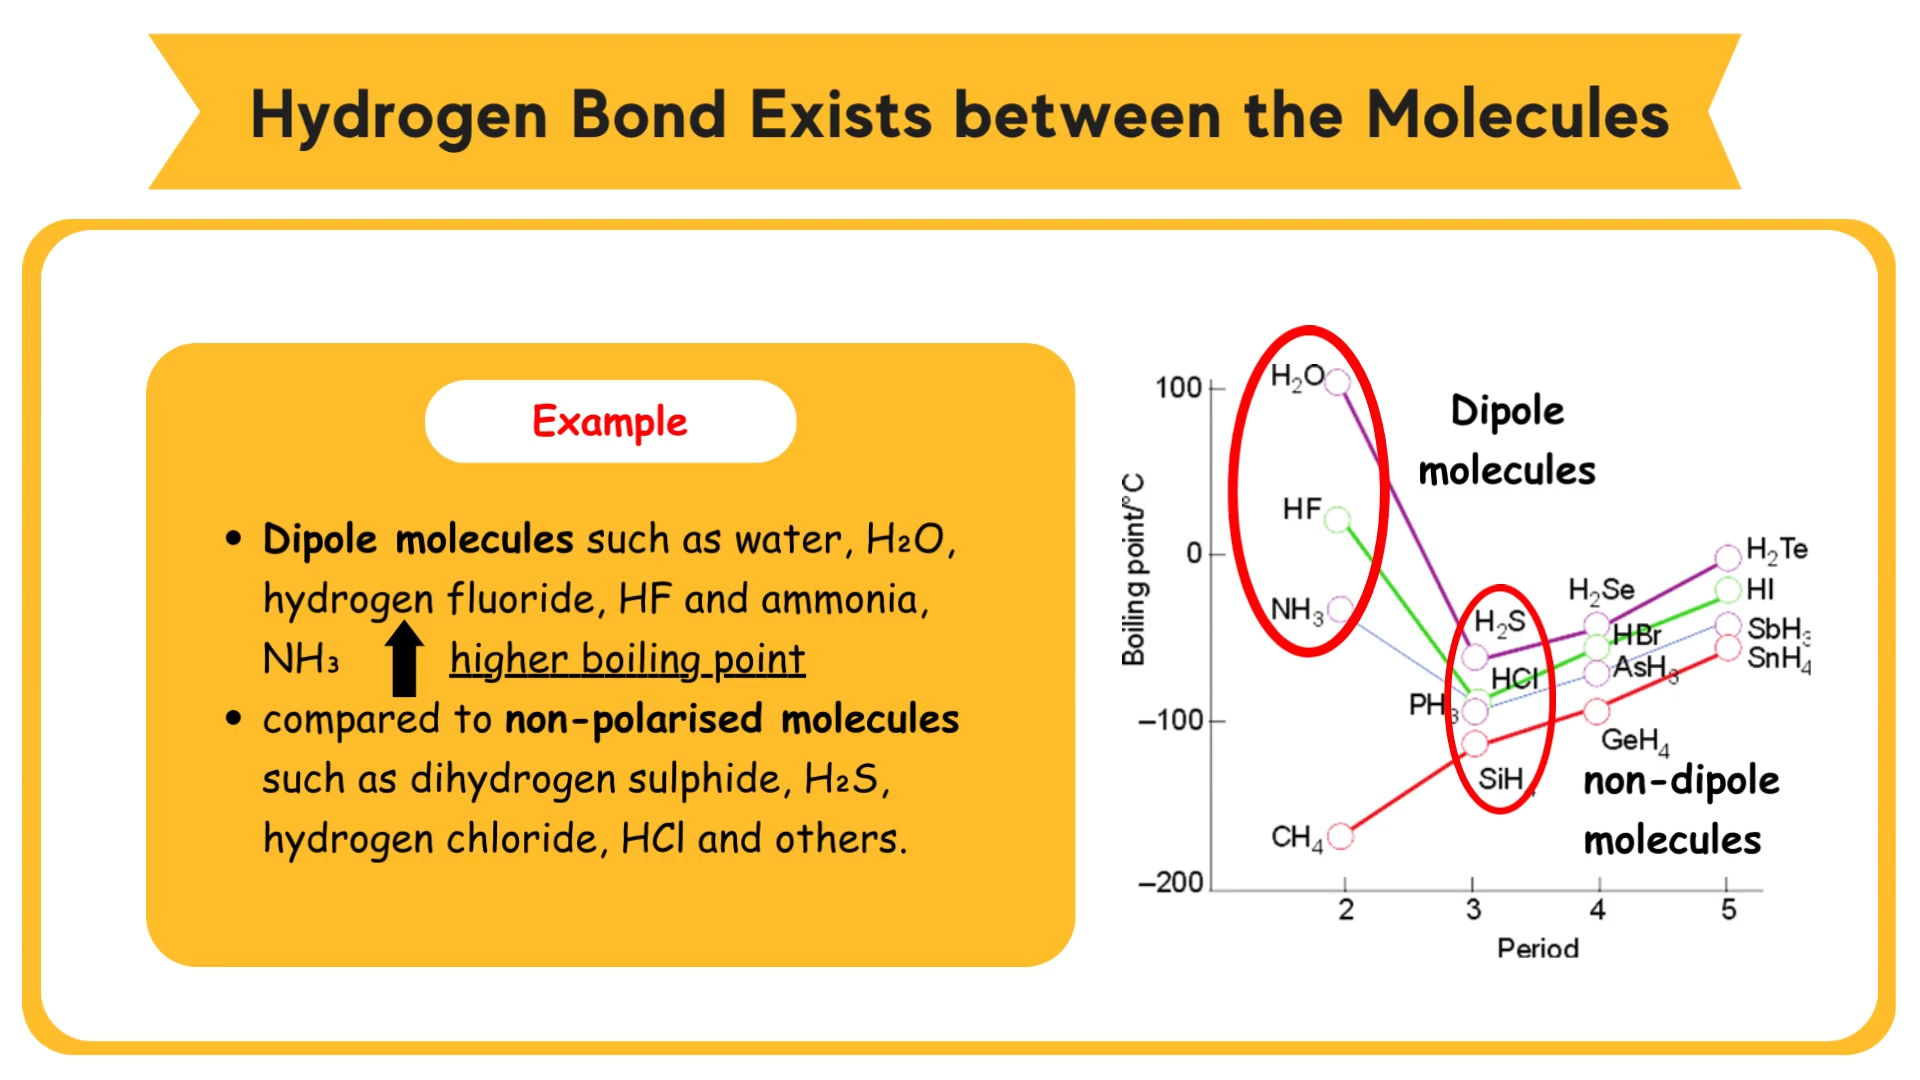 Hydrogen Bond Exists between the Molecules
Example
• Dipole molecules such as water, H₂O,
hydrogen fluoride, HF and ammonia,
NH₃ higher boiling point
• compared to non-polarised molecules
such as dihydrogen sulphide, H₂S,
hydrogen chloride, HCl and others.
Boiling point/°C
100
0
–100
–200
H₂O
HF
NH₃
CH₄
Dipole
molecules
H₂S
HCl
PH₃
SiH₄
H₂Se
HBr
AsH₃
GeH₄
H₂Te
HI
SbH₃
SnH₄
non-dipole
molecules
2 3 4 5
Period